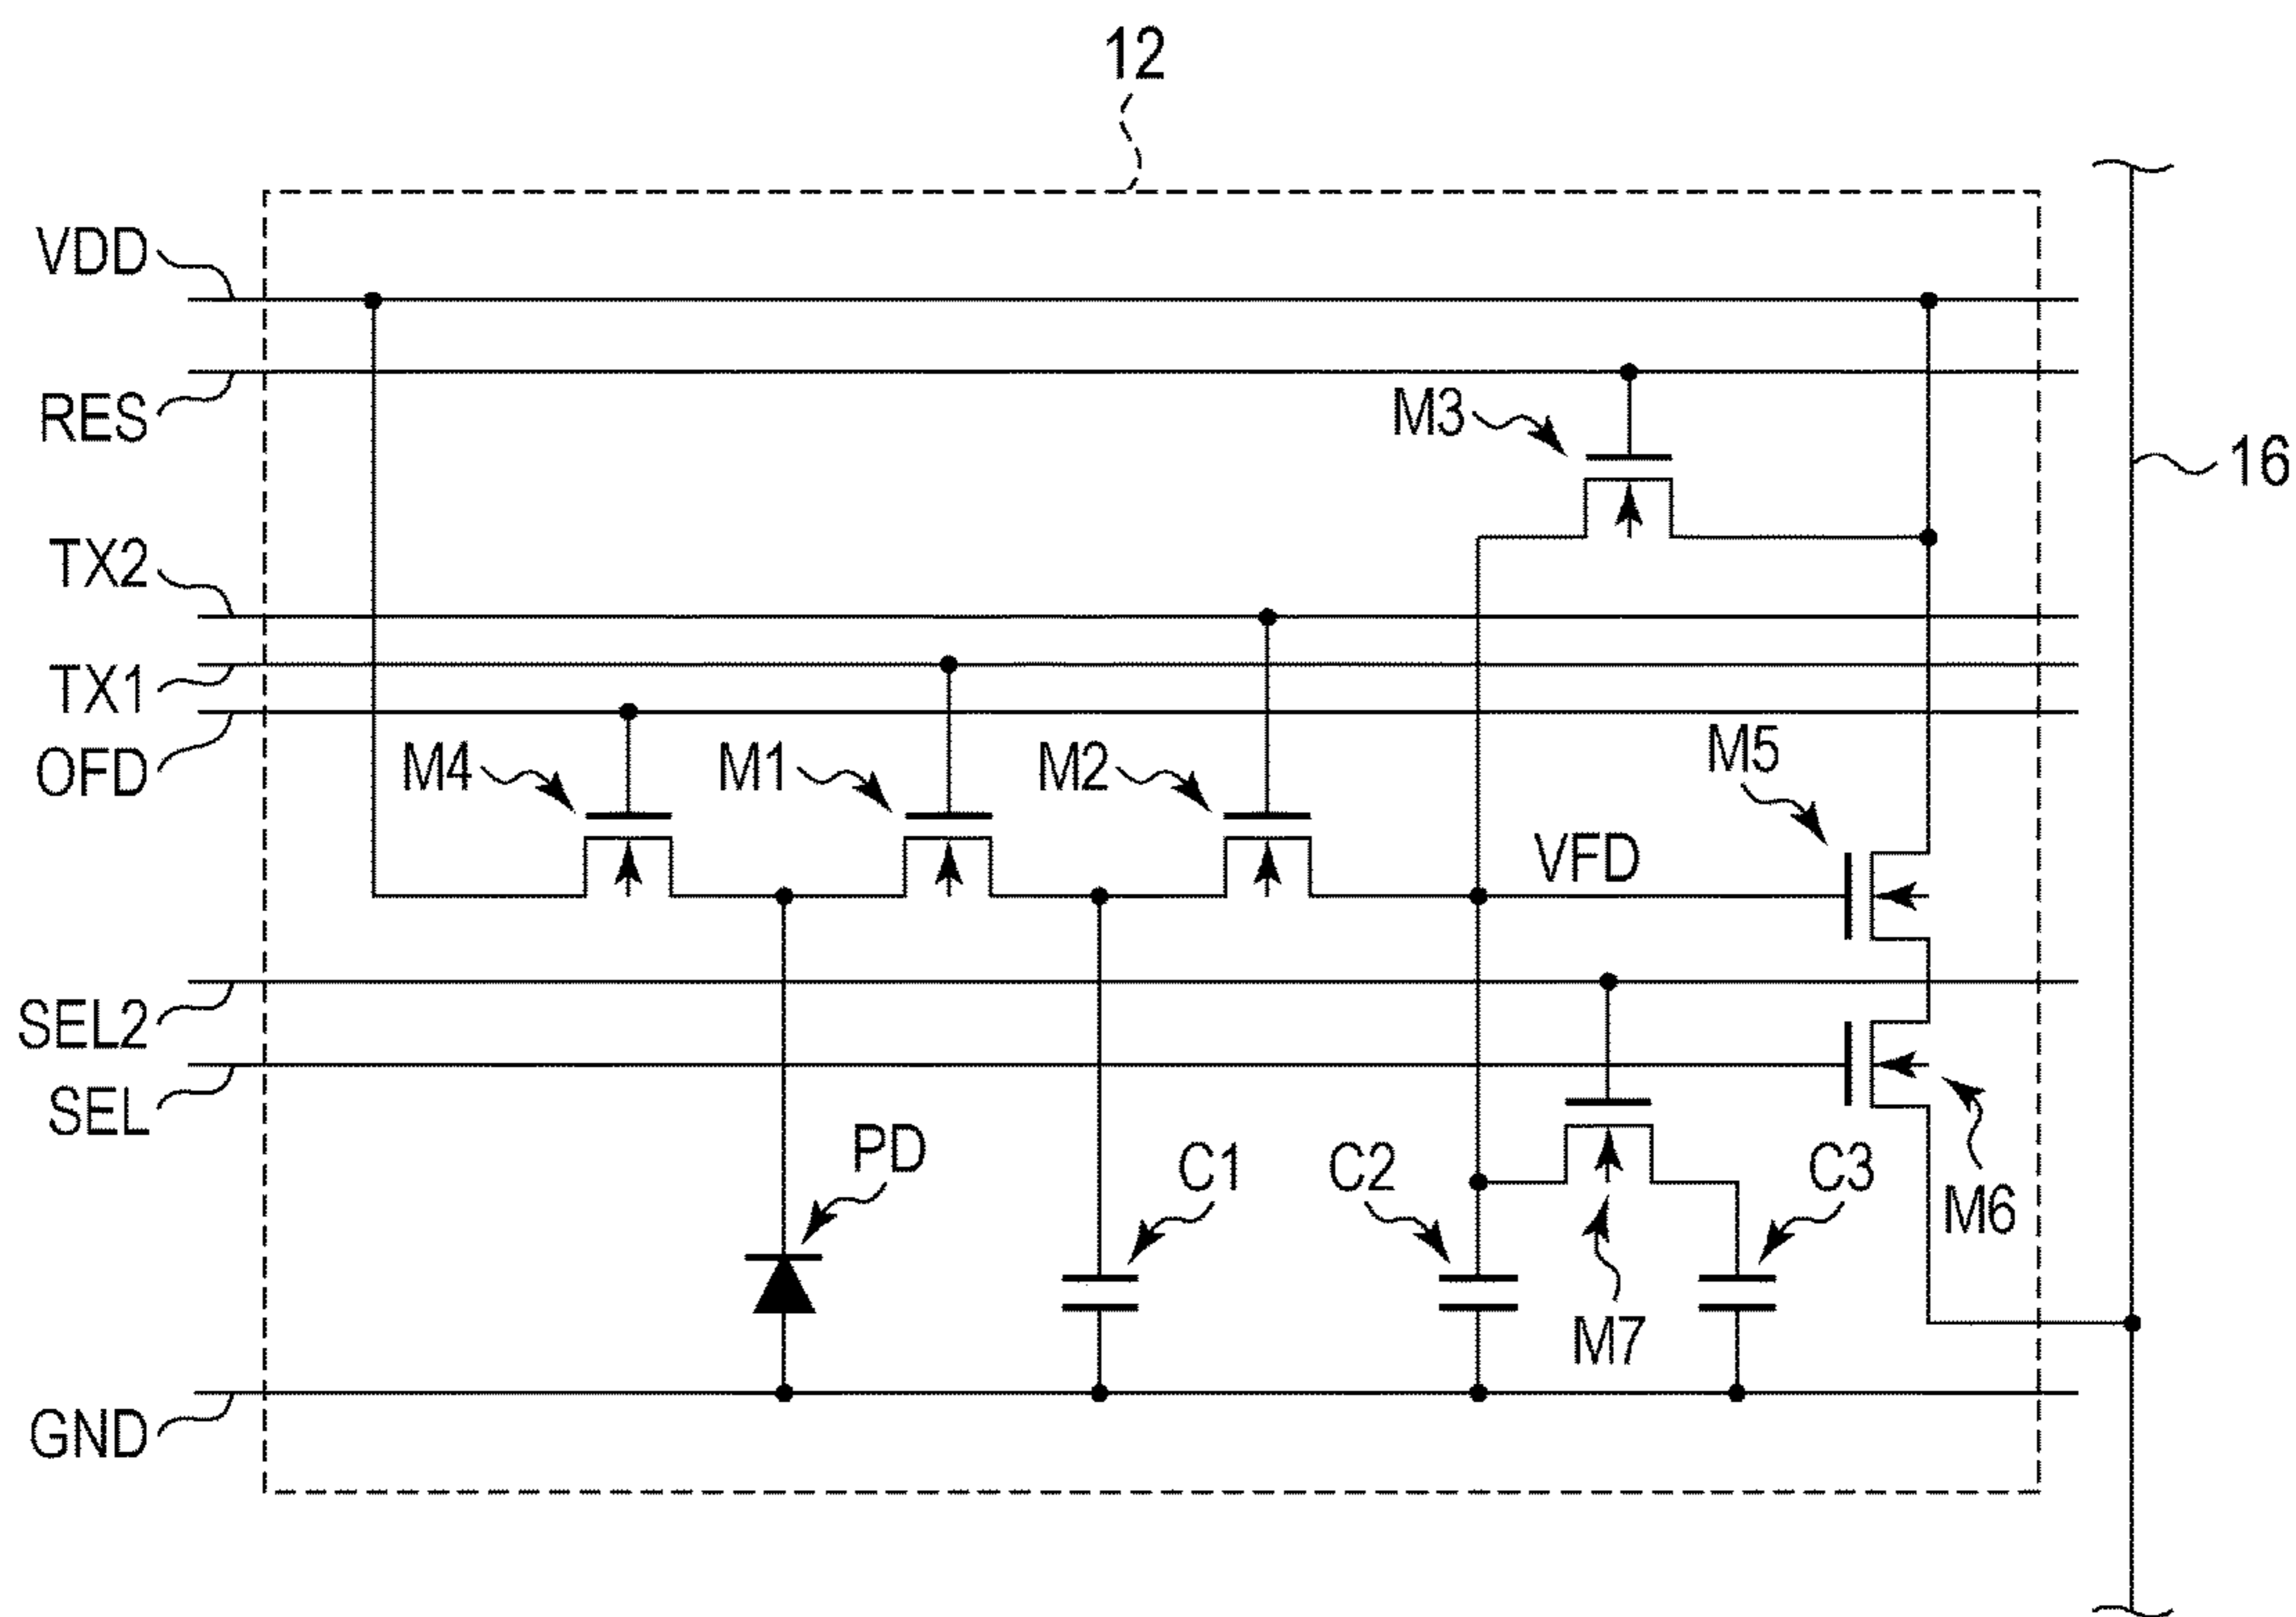 12
VDD
RES
M3
16
TX2
TX1
OFD
M4
M1
M2
M5
VFD
SEL2
SEL
PD
C1
C2
C3
M6
M7
GND